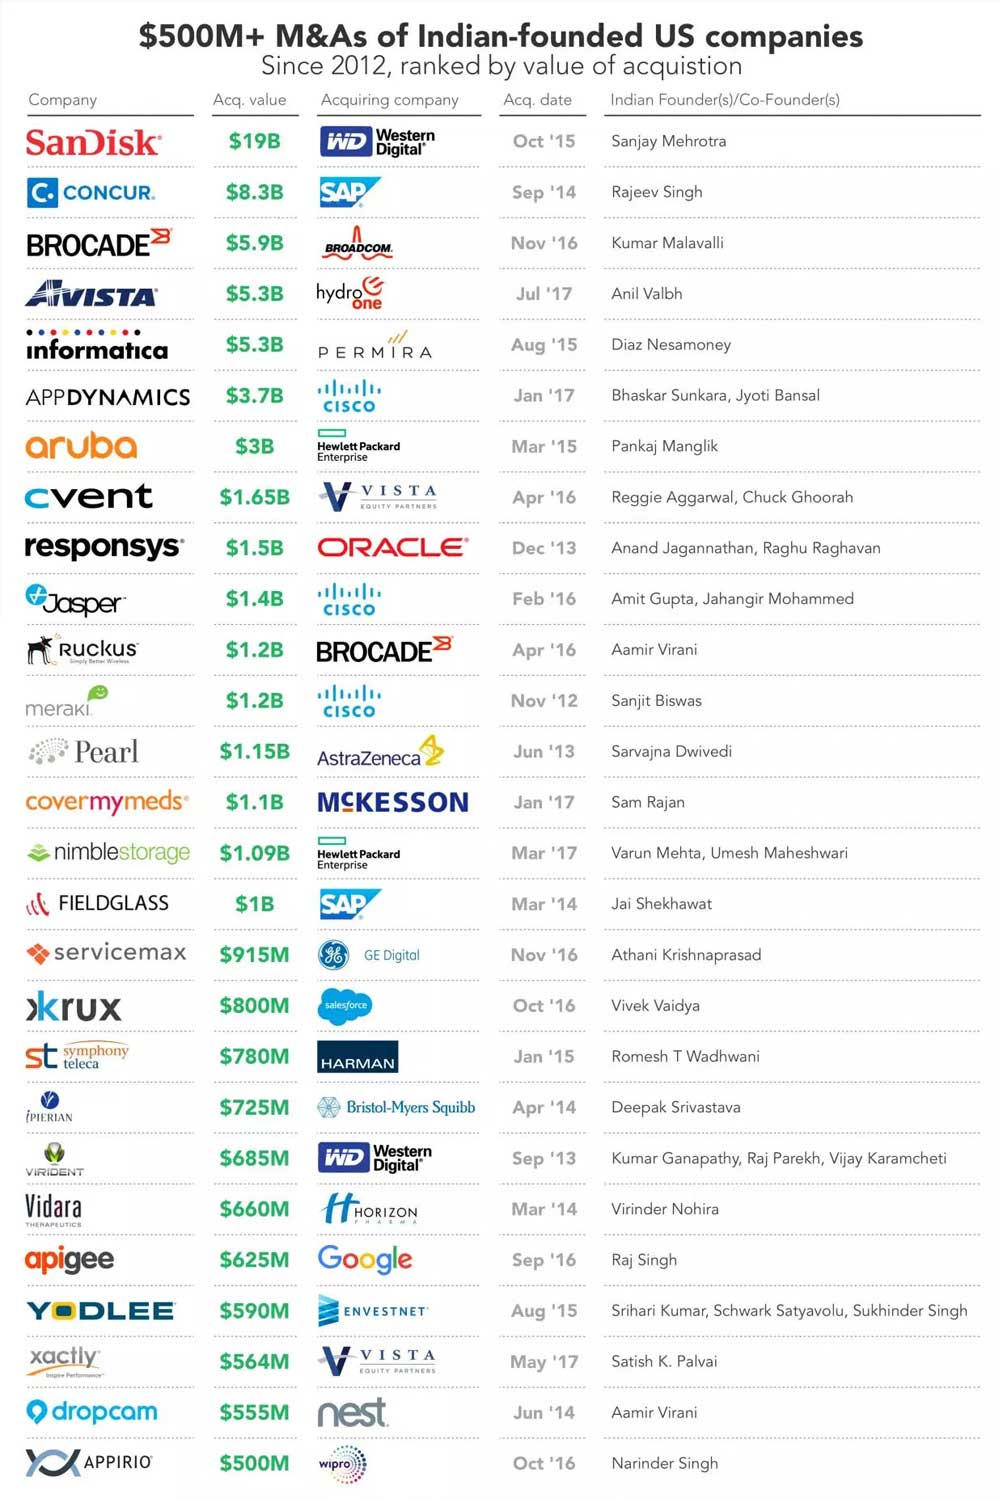 $500M+ M&As of Indian-founded US companies
Since 2012, ranked by value of acquistion
Company Acq. value Acquiring company Acq. date Indian Founder(s)/Co-Founder(s)
SanDisk® $19B WD Western Digital® Oct '15 Sanjay Mehrotra
C. CONCUR. $8.3B SAP Sep '14 Rajeev Singh
BROCADE B $5.9B BROADCOM. Nov '16 Kumar Malavalli
AVISTA® $5.3B hydro one Jul '17 Anil Valbh
informatica $5.3B PERMIRA Aug '15 Diaz Nesamoney
APPDYNAMICS $3.7B CISCO Jan '17 Bhaskar Sunkara, Jyoti Bansal
aruba $3B Hewlett Packard Enterprise Mar '15 Pankaj Manglik
cvent $1.65B V VISTA EQUITY PARTNERS Apr '16 Reggie Aggarwal, Chuck Ghoorah
responsys® $1.5B ORACLE® Dec '13 Anand Jagannathan, Raghu Raghavan
Jasper™ $1.4B CISCO Feb '16 Amit Gupta, Jahangir Mohammed
RUCKUS™ Simply Better Wireless $1.2B BROCADE B Apr '16 Aamir Virani
meraki $1.2B CISCO Nov '12 Sanjit Biswas
Pearl $1.15B AstraZeneca Jun '13 Sarvajna Dwivedi
covermymeds® $1.1B MCKESSON Jan '17 Sam Rajan
nimblestorage $1.09B Hewlett Packard Enterprise Mar '17 Varun Mehta, Umesh Maheshwari
FIELDGLASS $1B SAP Mar '14 Jai Shekhawat
servicemax $915M GE GE Digital Nov '16 Athani Krishnaprasad
krux $800M salesforce Oct '16 Vivek Vaidya
st symphony teleca $780M HARMAN Jan '15 Romesh T Wadhwani
iPIERIAN $725M Bristol-Myers Squibb Apr '14 Deepak Srivastava
VIRIDENT $685M WD Western Digital® Sep '13 Kumar Ganapathy, Raj Parekh, Vijay Karamcheti
Vidara THERAPEUTICS $660M HORIZON PHARMA Mar '14 Virinder Nohira
apigee $625M Google Sep '16 Raj Singh
YODLEE $590M ENVESTNET Aug '15 Srihari Kumar, Schwark Satyavolu, Sukhinder Singh
xactly™ Inspire Performance™ $564M V VISTA EQUITY PARTNERS May '17 Satish K. Palvai
dropcam $555M nest. Jun '14 Aamir Virani
APPIRIO $500M wipro Oct '16 Narinder Singh